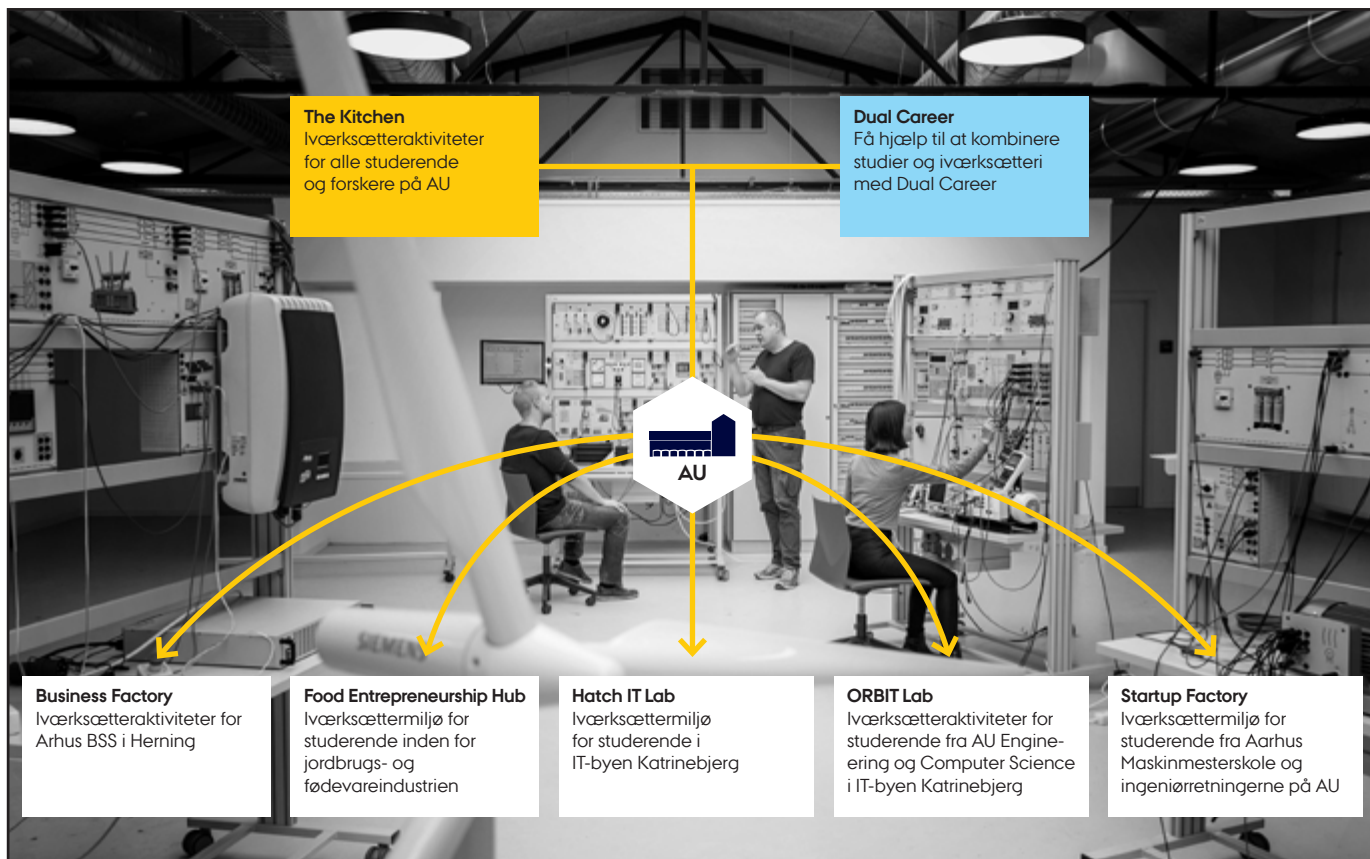 The Kitchen
Iværksætteraktiviteter
for alle studerende
og forskere på AU
Dual Career
Få hjælp til at kombinere
studier og iværksætteri
med Dual Career
AU
SIEMENS
Business Factory
Iværksætteraktiviteter for
Arhus BSS i Herning
Food Entrepreneurship Hub
Iværksættermiljø for
studerende inden for
jordbrugs- og
fødevareindustrien
Hatch IT Lab
Iværksættermiljø
for studerende i
IT-byen Katrinebjerg
ORBIT Lab
Iværksætteraktiviteter for
studerende fra AU Engine-
ering og Computer Science
i IT-byen Katrinebjerg
Startup Factory
Iværksættermiljø for
studerende fra Aarhus
Maskinmesterskole og
ingeniørretningerne på AU